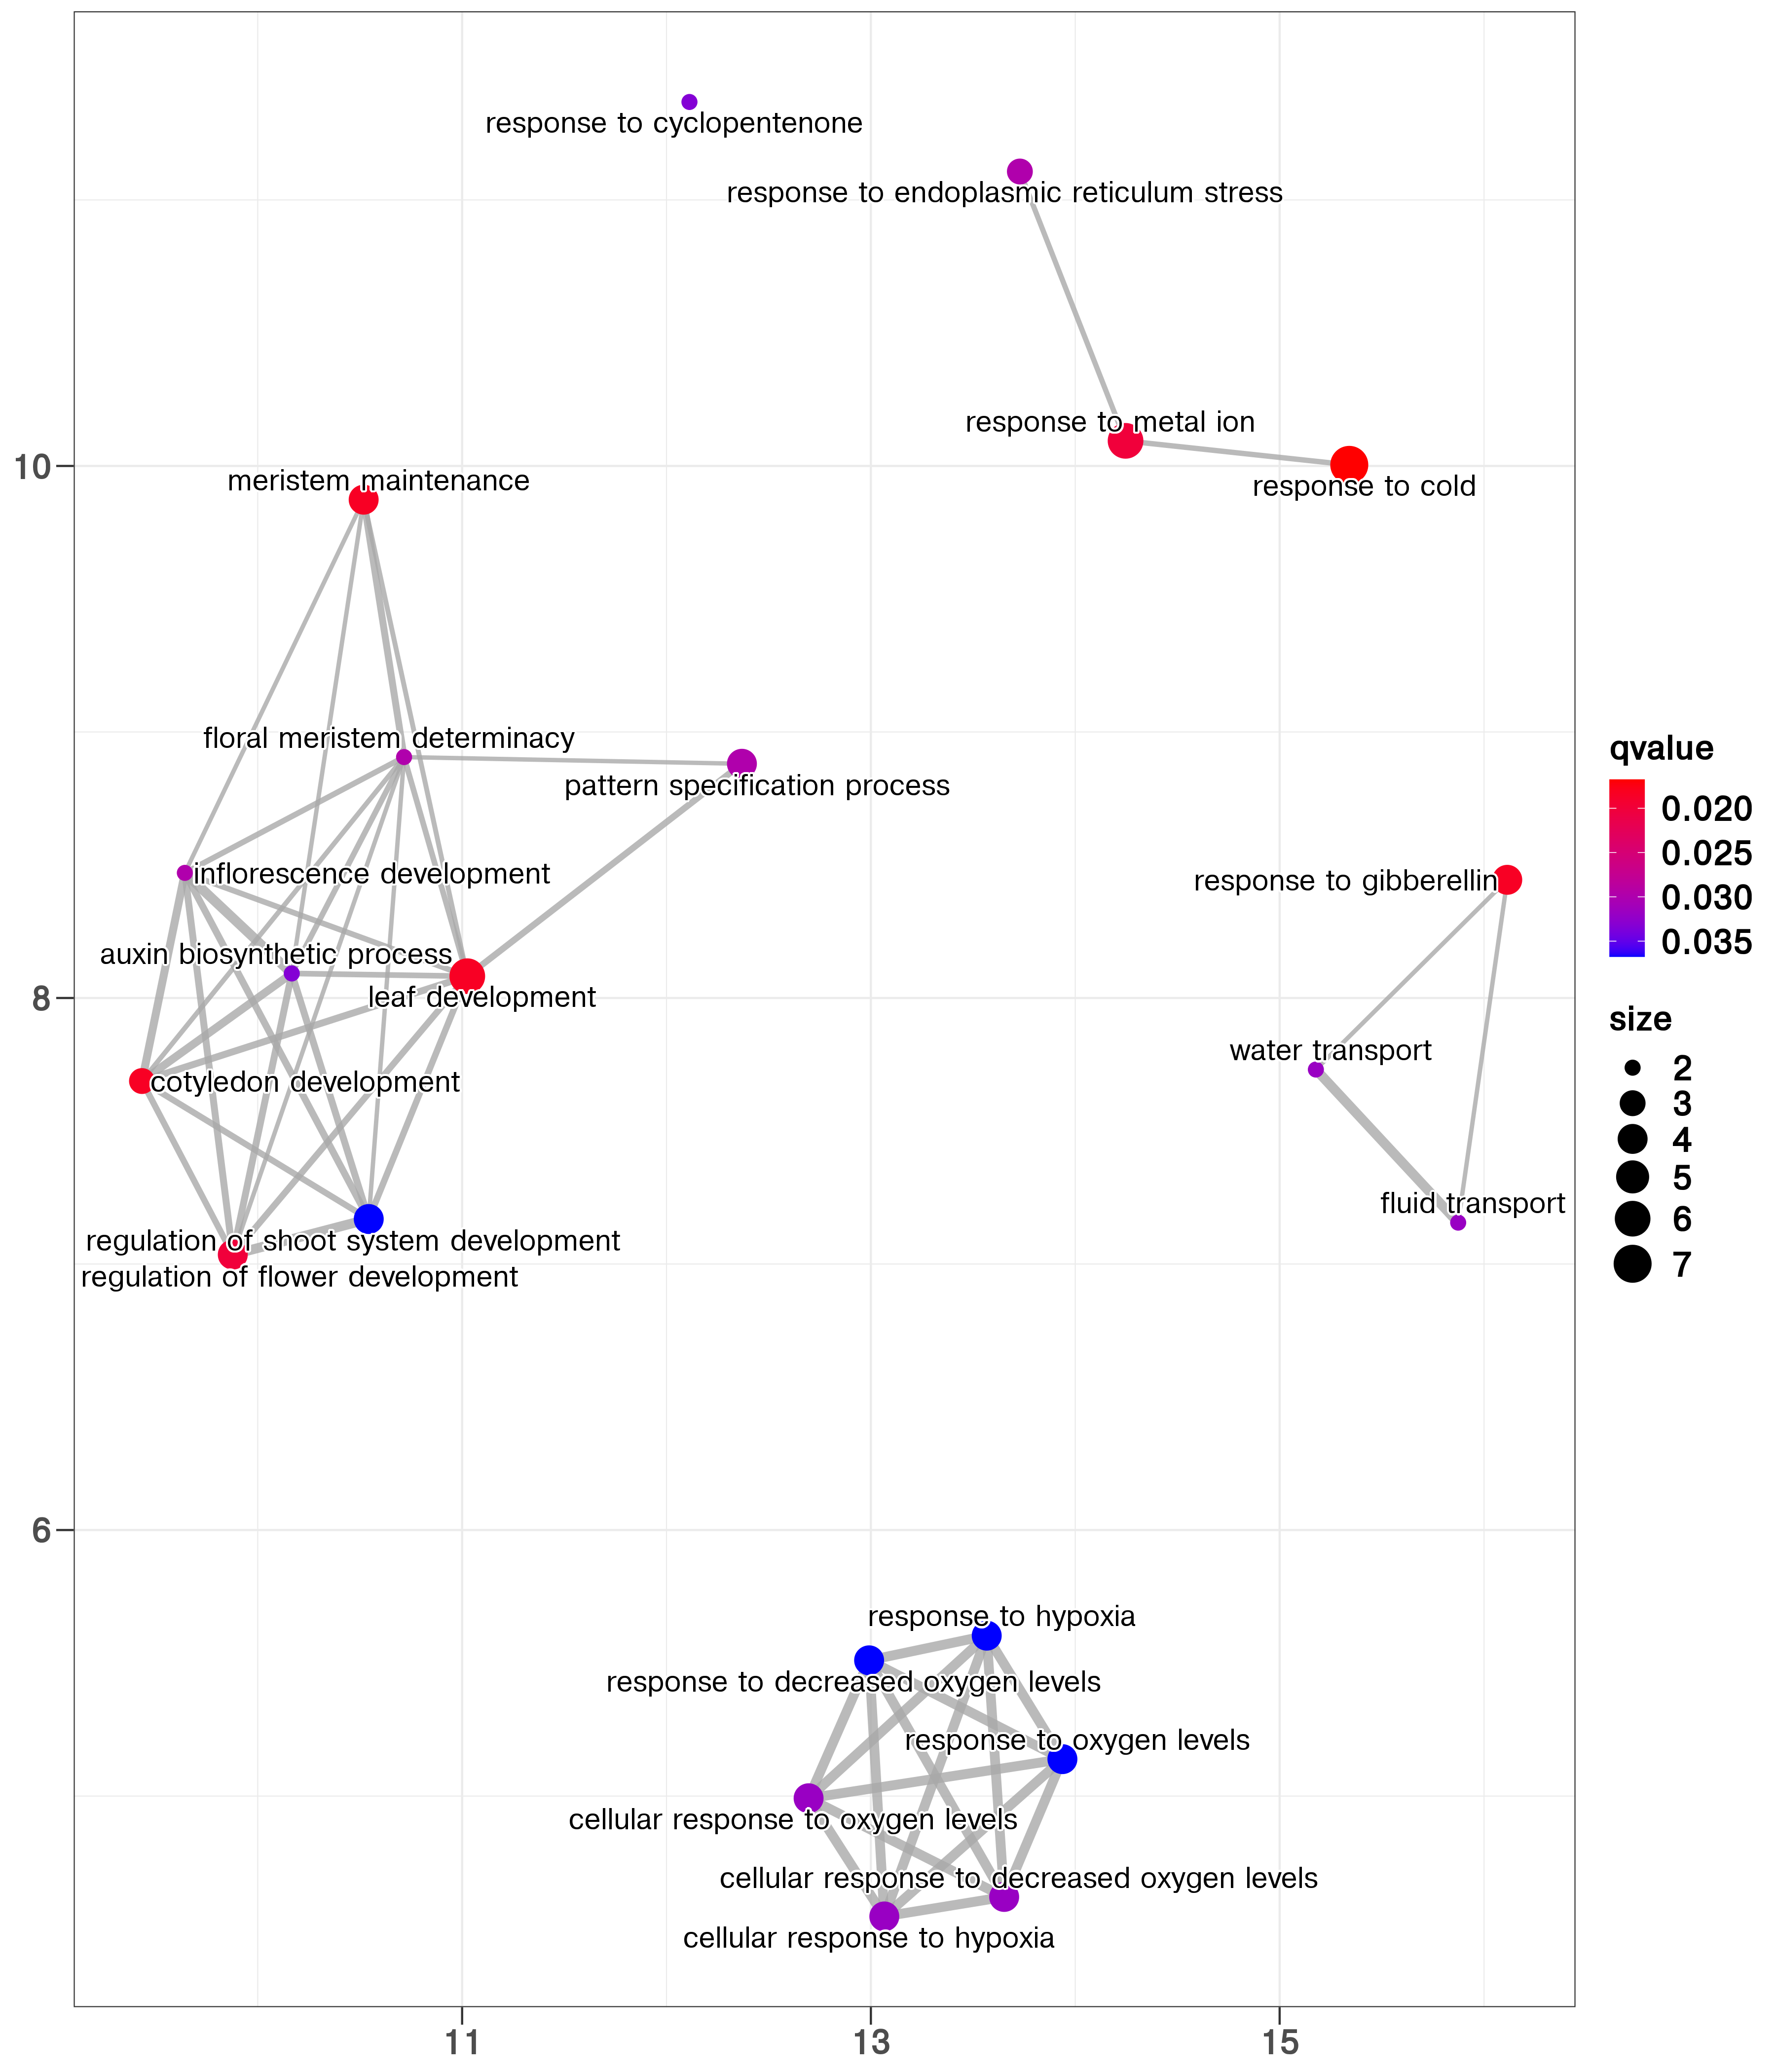 response to cyclopentenone
response to endoplasmic reticulum stress
response to metal ion
10
response to cold
meristem maintenance
floral meristem determinacy
pattern specification process
inflorescence development
response to gibberellin
auxin biosynthetic process
8
leaf development
water transport
cotyledon development
fluid transport
regulation of shoot system development
regulation of flower development
6
response to hypoxia
response to decreased oxygen levels
response to oxygen levels
cellular response to oxygen levels
cellular response to decreased oxygen levels
cellular response to hypoxia
11
13
15
qvalue
0.020
0.025
0.030
0.035
size
2
3
4
5
6
7